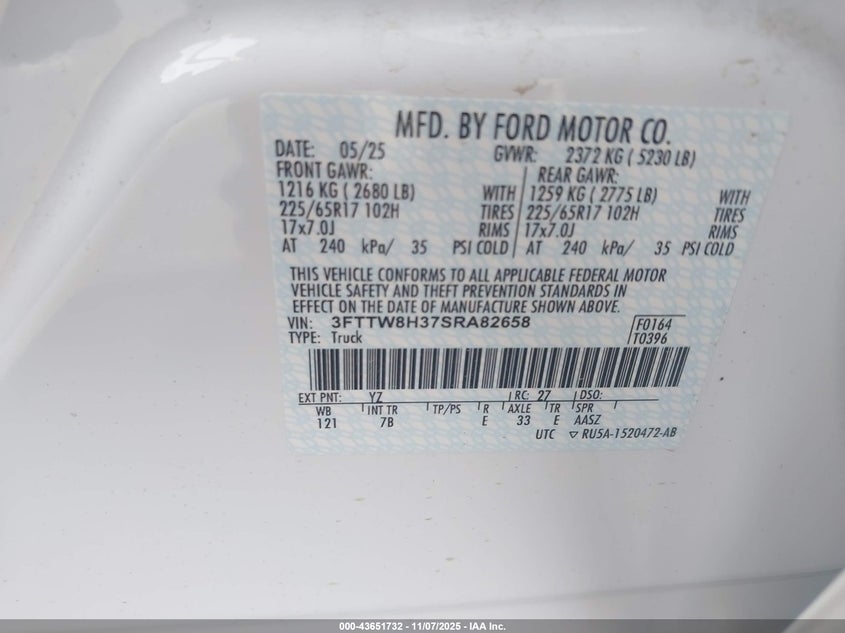 MFD. BY FORD MOTOR CO.
DATE: 05/25 GVWR: 2372 KG ( 5230 LB)
FRONT GAWR: REAR GAWR:
1216 KG ( 2680 LB) WITH 1259 KG ( 2775 LB) WITH
225/65R17 102H TIRES 225/65R17 102H TIRES
17x7.0J RIMS 17x7.0J RIMS
AT 240 kPa/ 35 PSI COLD AT 240 kPa/ 35 PSI COLD
THIS VEHICLE CONFORMS TO ALL APPLICABLE FEDERAL MOTOR
VEHICLE SAFETY AND THEFT PREVENTION STANDARDS IN
EFFECT ON THE DATE OF MANUFACTURE SHOWN ABOVE.
VIN: 3FTTW8H37SRA82658 F0164
TYPE: Truck T0396
EXT PNT: YZ RC: 27 DSO:
WB INT TR TP/PS R AXLE TR SPR
121 7B E 33 E AASZ
UTC RU5A-1520472-AB
000-43651732 - 11/07/2025 - IAA Inc.